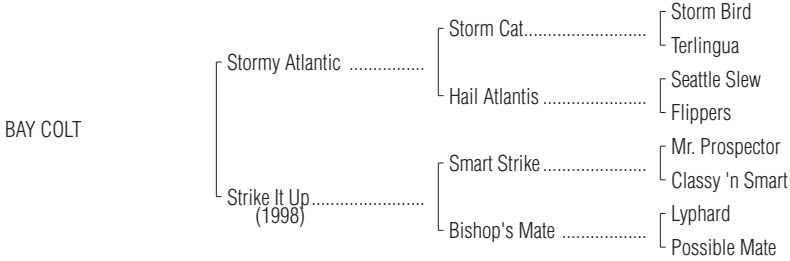 Storm Bird
Storm Cat..........................
Terlingua
Stormy Atlantic ................
Seattle Slew
Hail Atlantis ......................
Flippers
BAY COLT
Mr. Prospector
Smart Strike......................
Classy 'n Smart
Strike It Up........................
(1998)
Lyphard
Bishop's Mate ..................
Possible Mate